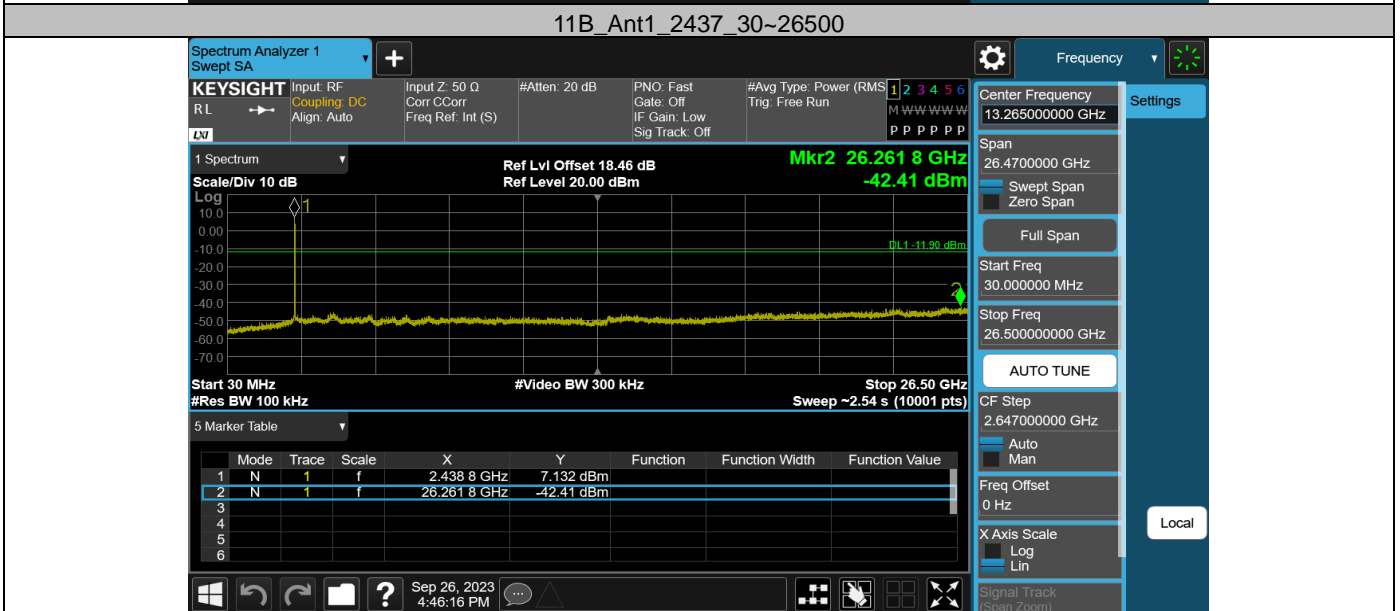 11B_Ant1_2437_30~26500
Spectrum Analyzer 1
Swept SA
Frequency
KEYSIGHT
RL
LXI
Input: RF
Coupling: DC
Align: Auto
Input Z: 50 Ω
Corr CCorr
Freq Ref: Int (S)
#Atten: 20 dB
PNO: Fast
Gate: Off
IF Gain: Low
Sig Track: Off
#Avg Type: Power (RMS
Trig: Free Run
1 2 3 4 5 6
M W W W W W
P P P P P P
1 Spectrum
Scale/Div 10 dB
Ref Lvl Offset 18.46 dB
Ref Level 20.00 dBm
Mkr2 26.261 8 GHz
-42.41 dBm
Log
10.0
0.00
-10.0
-20.0
-30.0
-40.0
-50.0
-60.0
-70.0
1
DL1 -11.90 dBm
2
Start 30 MHz
#Video BW 300 kHz
Stop 26.50 GHz
#Res BW 100 kHz
Sweep ~2.54 s (10001 pts)
5 Marker Table
Mode Trace Scale X Y Function Function Width Function Value
1 N 1 f 2.438 8 GHz 7.132 dBm
2 N 1 f 26.261 8 GHz -42.41 dBm
3
4
5
6
Sep 26, 2023
4:46:16 PM
Center Frequency
13.265000000 GHz
Settings
Span
26.4700000 GHz
Swept Span
Zero Span
Full Span
Start Freq
30.000000 MHz
Stop Freq
26.500000000 GHz
AUTO TUNE
CF Step
2.647000000 GHz
Auto
Man
Freq Offset
0 Hz
Local
X Axis Scale
Log
Lin
Signal Track
(Span Zoom)